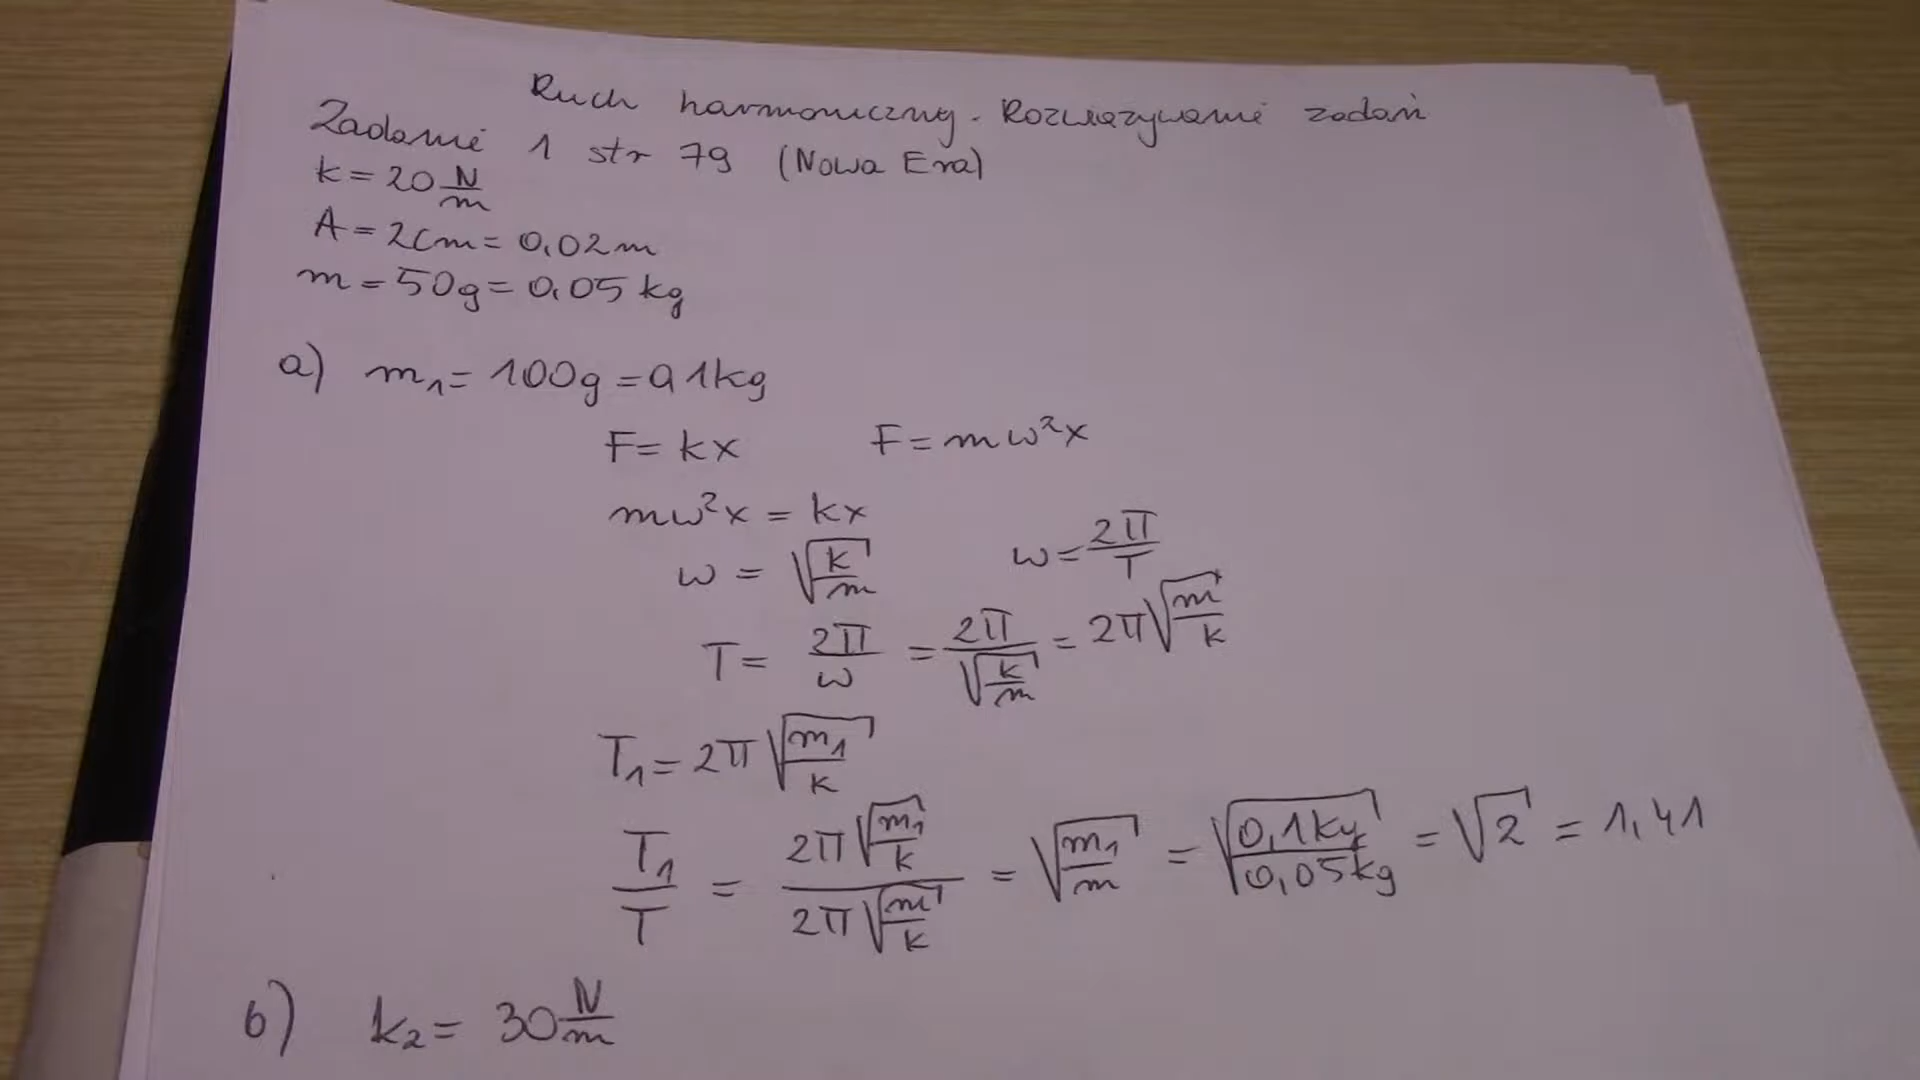 Ruch harmoniczny. Rozwiązywanie zadań
Zadanie 1 str 79 (Nowa Era)
k = 20 N/m
A = 2cm = 0,02m
m = 50g = 0,05 kg
a) m₁ = 100g = 0,1kg
F = kx F = mω²x
mω²x = kx
ω = √(k/m) ω = 2π/T
T = 2π/ω = 2π/√(k/m) = 2π√(m/k)
T₁ = 2π√(m₁/k)
T₁/T = 2π√(m₁/k) / 2π√(m/k) = √(m₁/m) = √(0,1kg/0,05kg) = √2 = 1,41
b) k₂ = 30 N/m